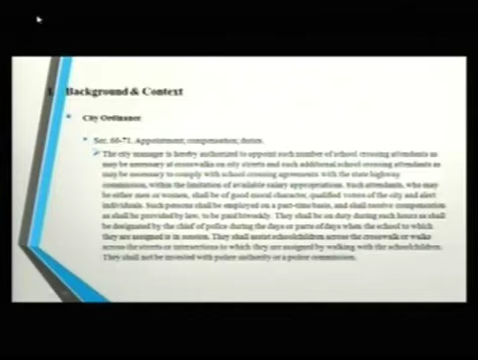 I. Background & Context
City Ordinance
Sec. 66-71. Appointment; compensation; duties.
The city manager is hereby authorized to appoint such number of school crossing attendants as
may be necessary at crosswalks on city streets and such additional school crossing attendants as
may be necessary to comply with school crossing agreements with the state highway
commission, within the limitation of available salary appropriations. Such attendants, who may
be either men or women, shall be of good moral character, qualified voters of the city and alert
individuals. Such persons shall be employed on a part-time basis, and shall receive compensation
as shall be provided by law, to be paid biweekly. They shall be on duty during such hours as shall
be designated by the chief of police during the days or parts of days when the school to which
they are assigned is in session. They shall assist schoolchildren across the crosswalk or walks
across the streets or intersections to which they are assigned by walking with the schoolchildren.
They shall not be invested with police authority or a police commission.